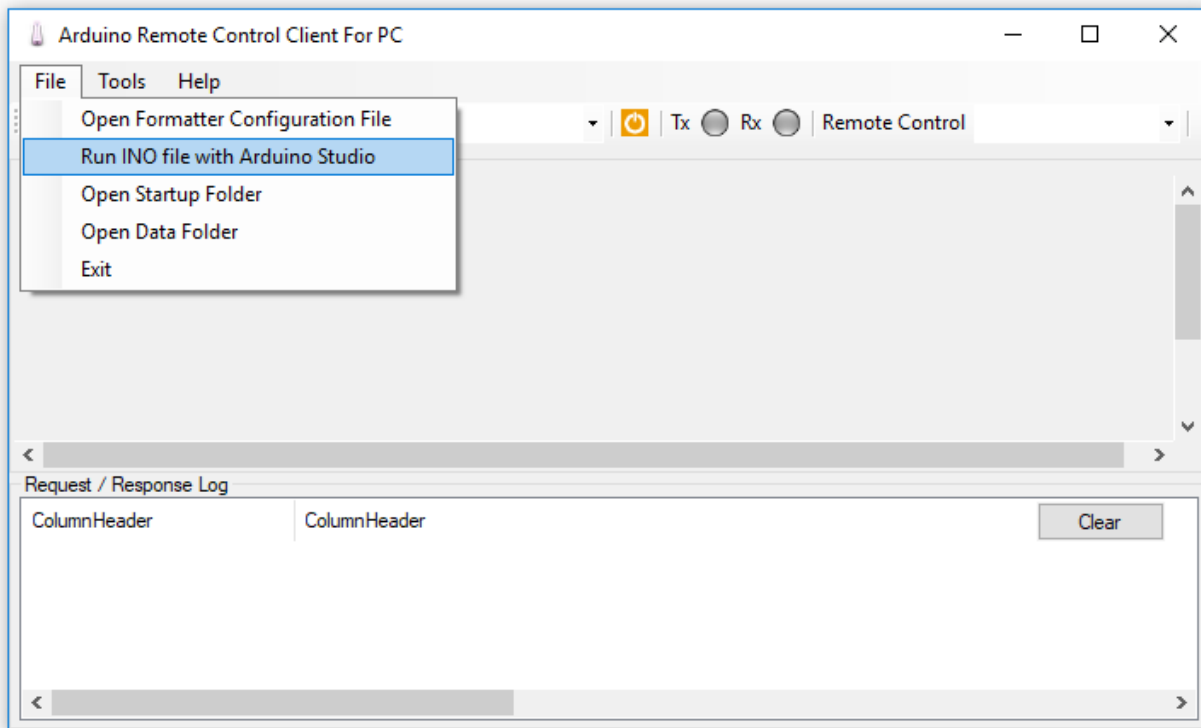 Arduino Remote Control Client For PC
File Tools Help
Open Formatter Configuration File
Tx Rx Remote Control
Run INO file with Arduino Studio
Open Startup Folder
Open Data Folder
Exit
Request / Response Log
ColumnHeader ColumnHeader Clear